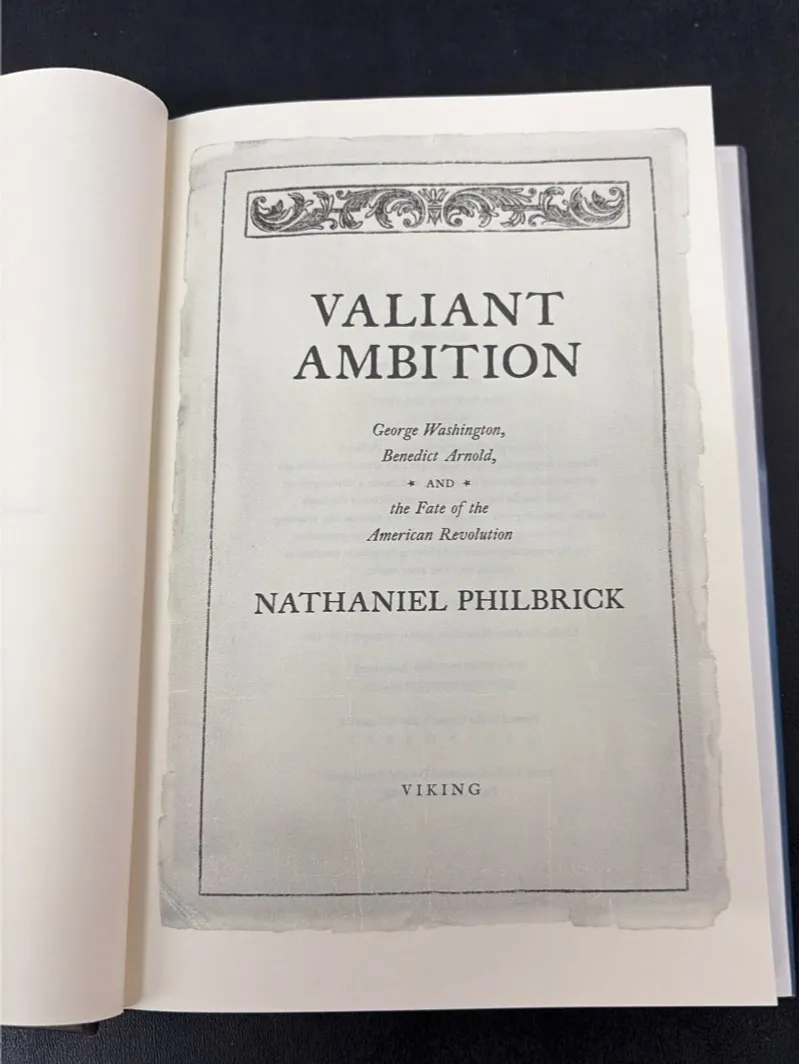 VALIANT
AMBITION
George Washington,
Benedict Arnold,
★ AND ★
the Fate of the
American Revolution
NATHANIEL PHILBRICK
VIKING